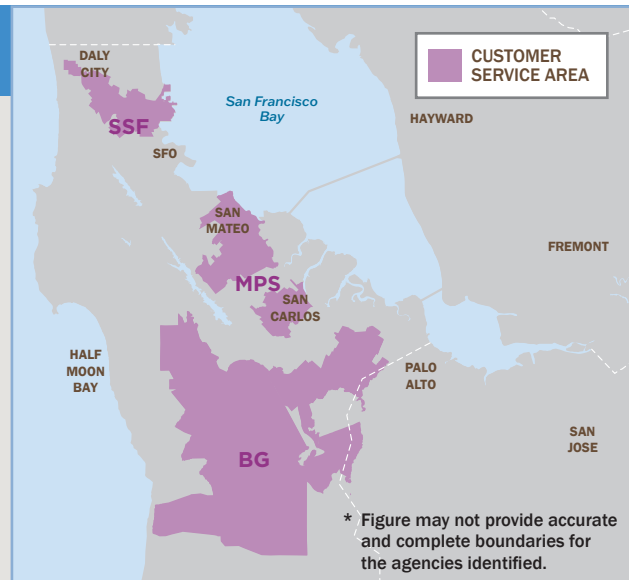 DALY
CITY
CUSTOMER
SERVICE AREA
San Francisco
Bay
HAYWARD
SSF
SFO
SAN
MATEO
FREMONT
MPS
SAN
CARLOS
HALF
MOON
BAY
PALO
ALTO
SAN
JOSE
BG
* Figure may not provide accurate
and complete boundaries for
the agencies identified.